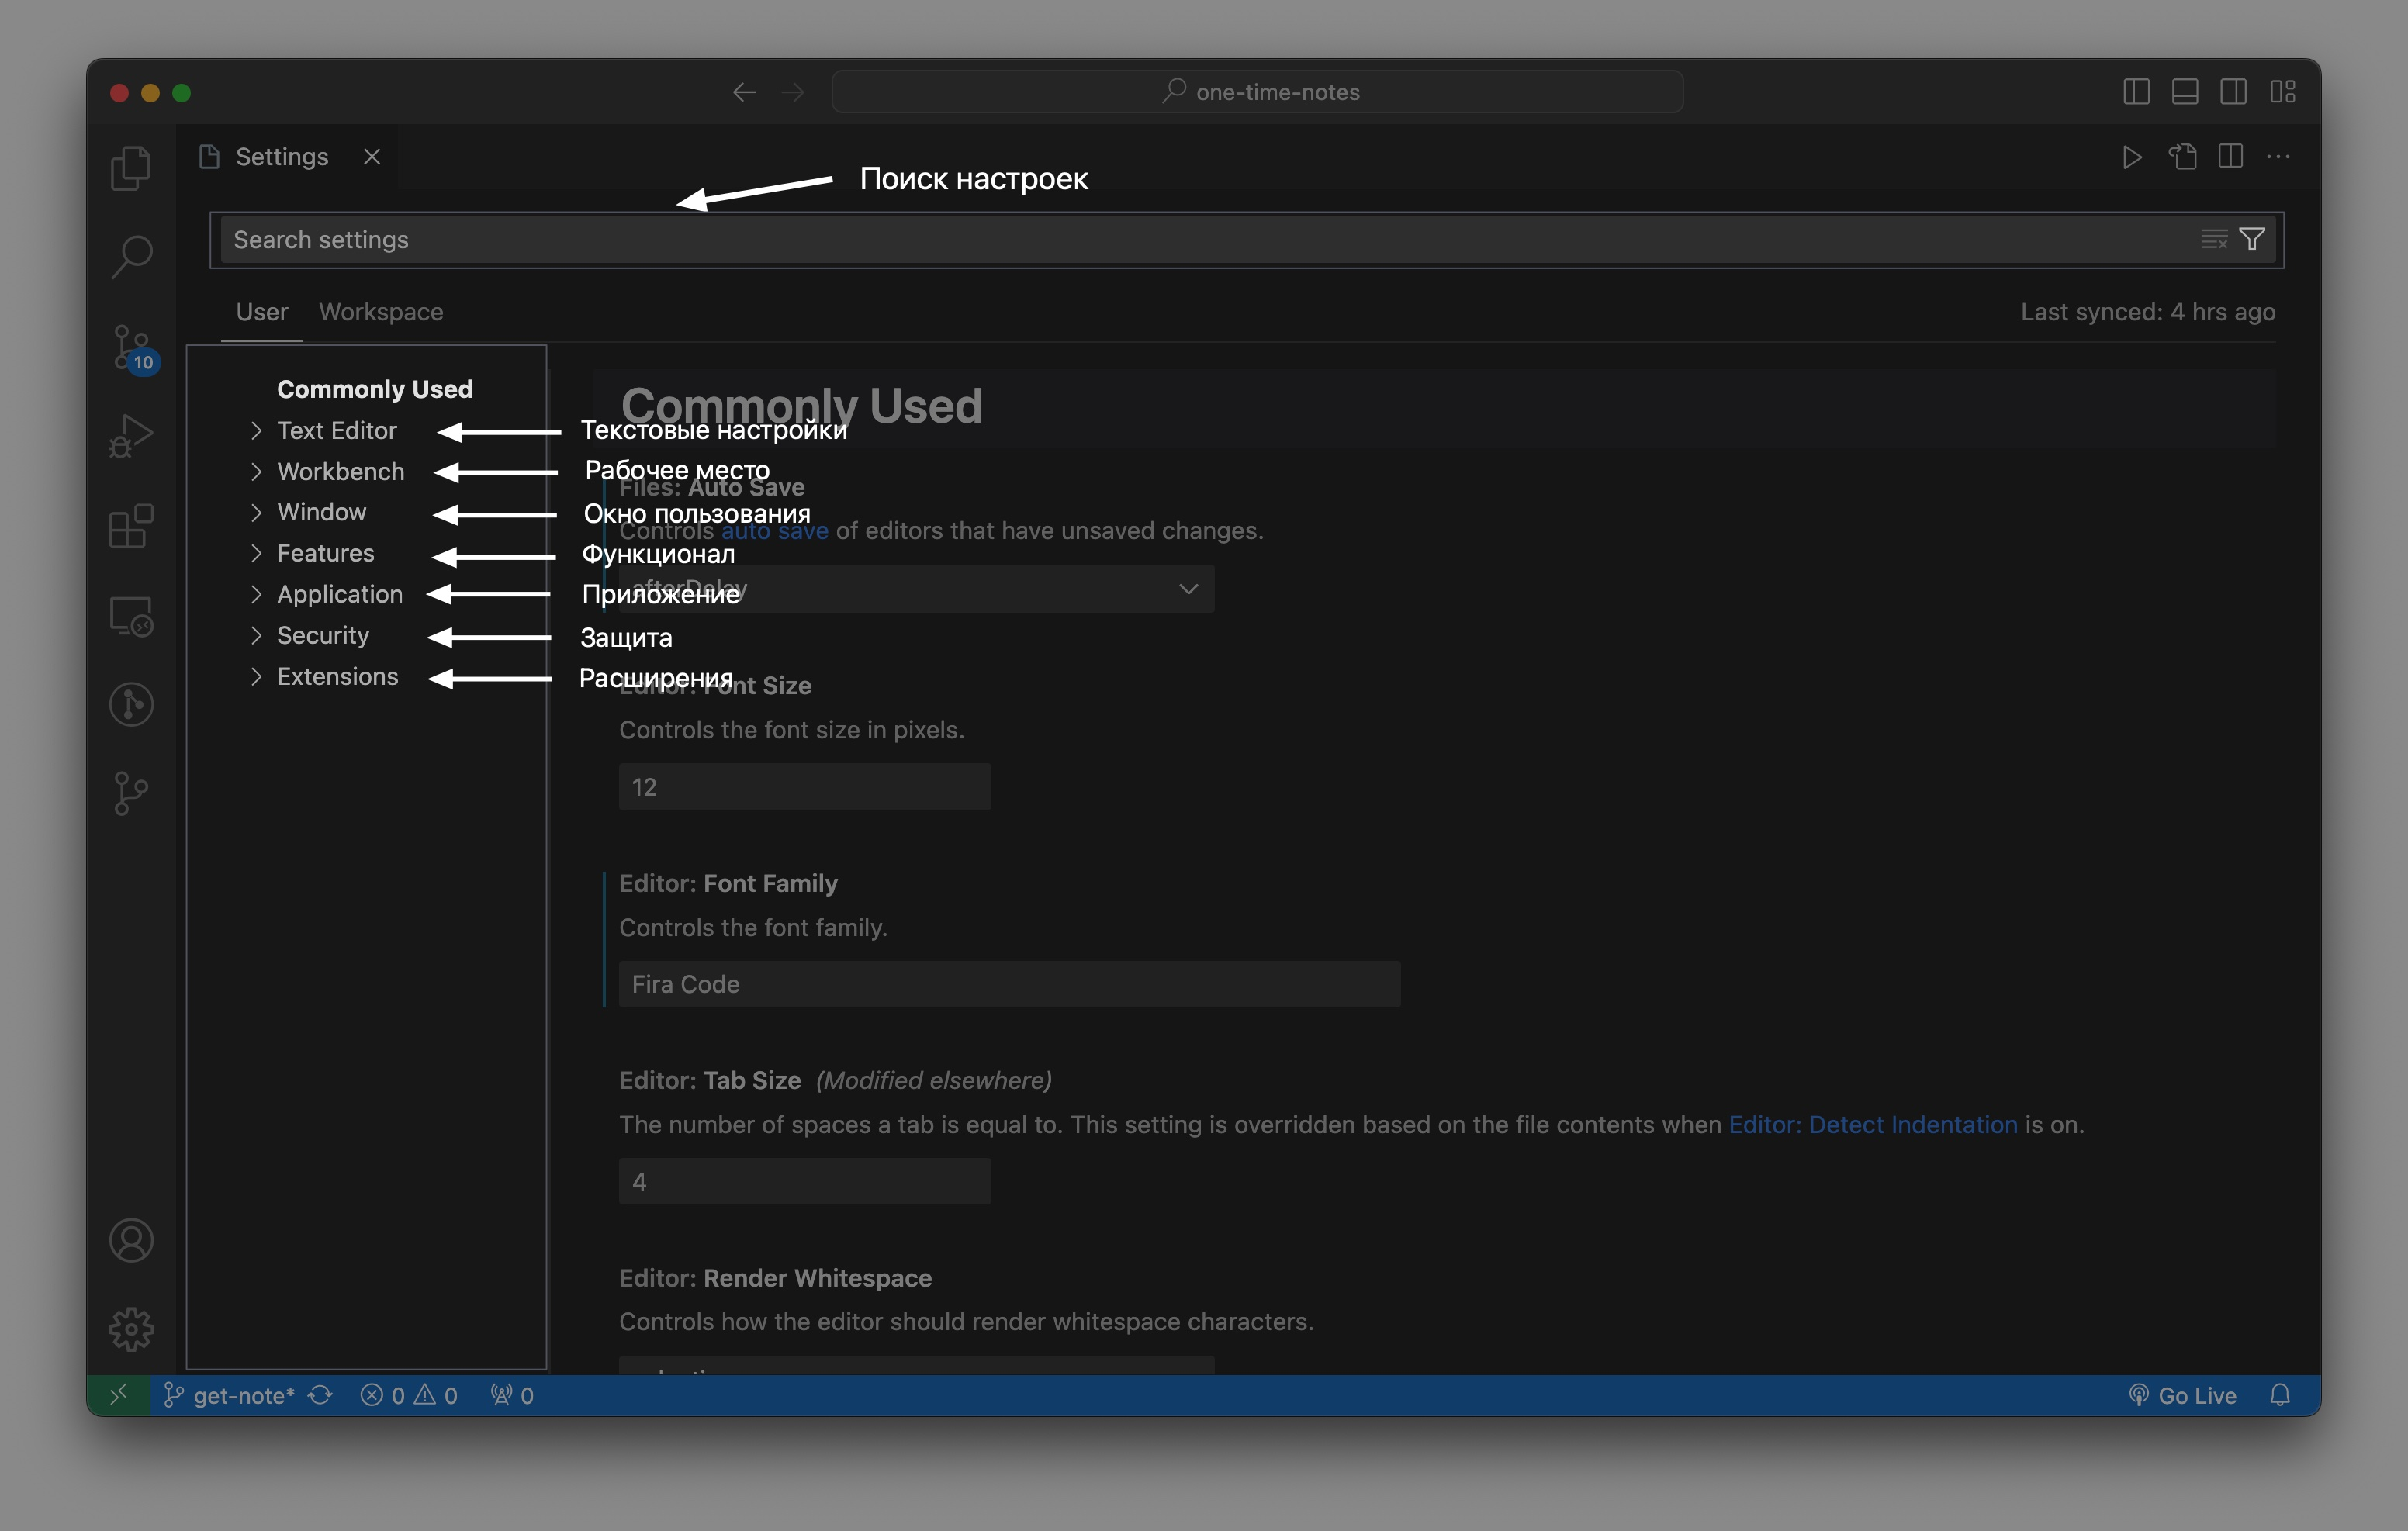 one-time-notes
Settings
Поиск настроек
Search settings
User Workspace
Last synced: 4 hrs ago
10
Commonly Used
Text Editor
Workbench
Window
Features
Application
Security
Extensions
Текстовые настройки
Рабочее место
Окно пользования
Функционал
Приложение
Защита
Расширения
Commonly Used
Files: Auto Save
Controls auto save of editors that have unsaved changes.
afterDelay
Editor: Font Size
Controls the font size in pixels.
12
Editor: Font Family
Controls the font family.
Fira Code
Editor: Tab Size (Modified elsewhere)
The number of spaces a tab is equal to. This setting is overridden based on the file contents when Editor: Detect Indentation is on.
4
Editor: Render Whitespace
Controls how the editor should render whitespace characters.
get-note* 0 0 0
Go Live